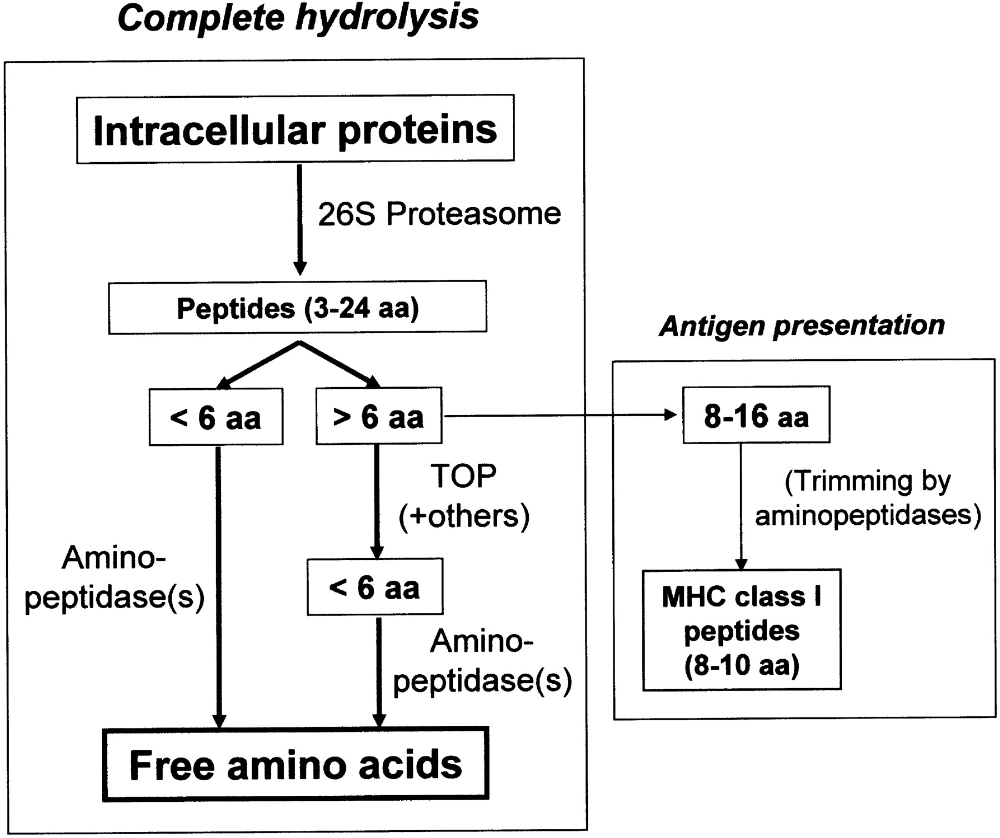 Complete hydrolysis
Intracellular proteins
26S Proteasome
Peptides (3-24 aa)
< 6 aa
> 6 aa
TOP
(+others)
Amino-
peptidase(s)
< 6 aa
Amino-
peptidase(s)
Free amino acids
Antigen presentation
8-16 aa
(Trimming by
aminopeptidases)
MHC class I
peptides
(8-10 aa)